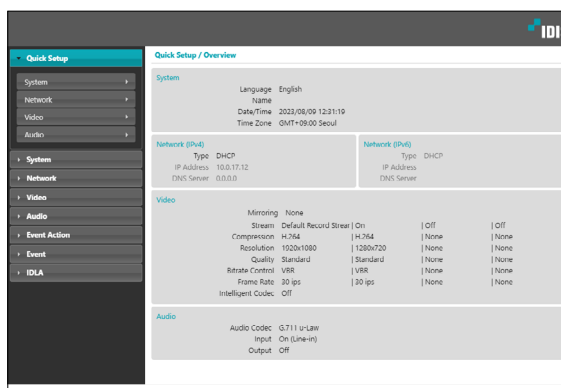 IDI
Quick Setup
Quick Setup / Overview
System
Network
Video
Audio
System
Network
Video
Audio
Event Action
Event
IDLA
System
Language English
Name
Date/Time 2023/08/09 12:31:19
Time Zone GMT+09:00 Seoul
Network (IPv4)
Type DHCP
IP Address 10.0.17.12
DNS Server 0.0.0.0
Network (IPv6)
Type DHCP
IP Address
DNS Server
Video
Mirroring None
Stream Default Record Strear | On | Off | Off
Compression H.264 | H.264 | None | None
Resolution 1920x1080 | 1280x720 | None | None
Quality Standard | Standard | None | None
Bitrate Control VBR | VBR | None | None
Frame Rate 30 ips | 30 ips | None | None
Intelligent Codec Off
Audio
Audio Codec G.711 u-Law
Input On (Line-in)
Output Off